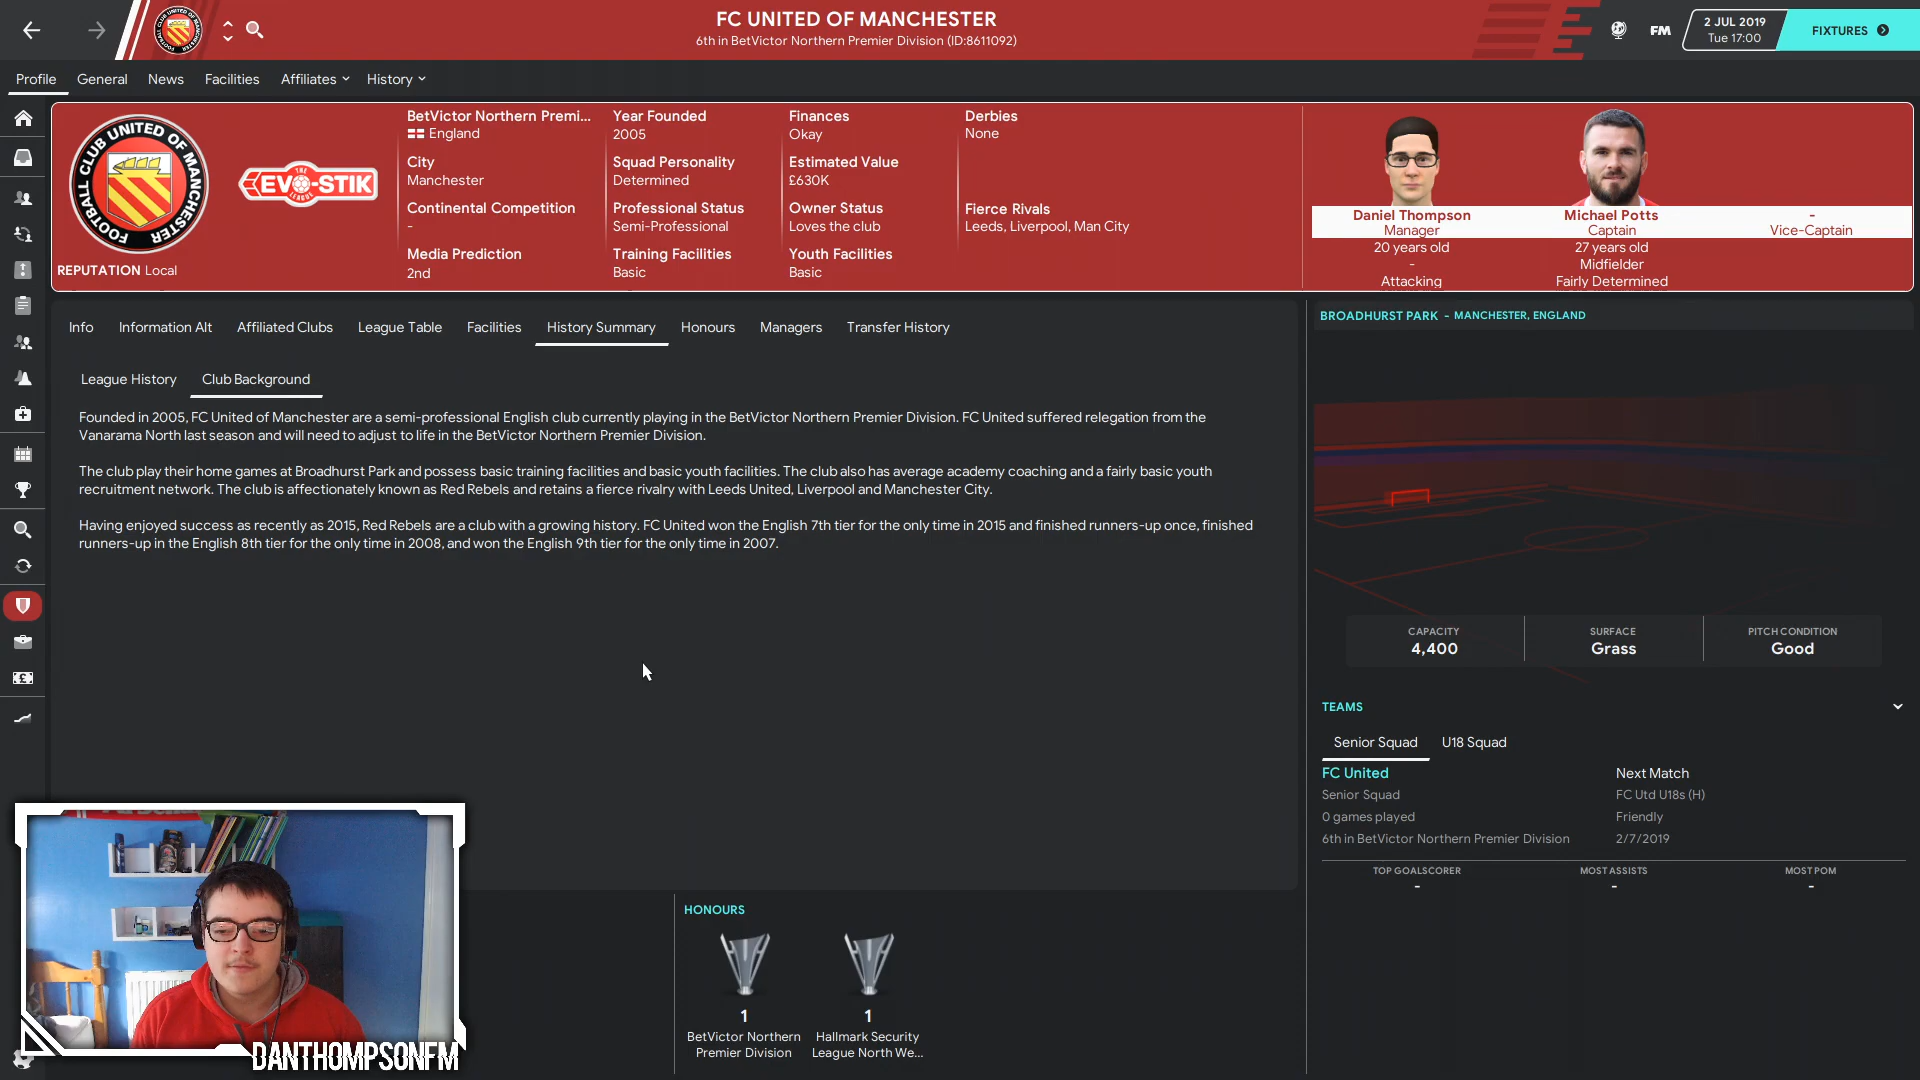 FC UNITED OF MANCHESTER
6th in BetVictor Northern Premier Division (ID:8611092)
FM
2 JUL 2019
Tue 17:00
FIXTURES
Profile
General
News
Facilities
Affiliates
History
FOOTBALL CLUB UNITED OF MANCHESTER
REPUTATION Local
THE
EVO-STIK
LEAGUE
BetVictor Northern Premi...
England
City
Manchester
Continental Competition
-
Media Prediction
2nd
Year Founded
2005
Squad Personality
Determined
Professional Status
Semi-Professional
Training Facilities
Basic
Finances
Okay
Estimated Value
£630K
Owner Status
Loves the club
Youth Facilities
Basic
Derbies
None
Fierce Rivals
Leeds, Liverpool, Man City
Daniel Thompson
Manager
20 years old
-
Attacking
Michael Potts
Captain
27 years old
Midfielder
Fairly Determined
-
Vice-Captain
Info
Information Alt
Affiliated Clubs
League Table
Facilities
History Summary
Honours
Managers
Transfer History
League History
Club Background
Founded in 2005, FC United of Manchester are a semi-professional English club currently playing in the BetVictor Northern Premier Division. FC United suffered relegation from the
Vanarama North last season and will need to adjust to life in the BetVictor Northern Premier Division.
The club play their home games at Broadhurst Park and possess basic training facilities and basic youth facilities. The club also has average academy coaching and a fairly basic youth
recruitment network. The club is affectionately known as Red Rebels and retains a fierce rivalry with Leeds United, Liverpool and Manchester City.
Having enjoyed success as recently as 2015, Red Rebels are a club with a growing history. FC United won the English 7th tier for the only time in 2015 and finished runners-up once, finished
runners-up in the English 8th tier for the only time in 2008, and won the English 9th tier for the only time in 2007.
BROADHURST PARK - MANCHESTER, ENGLAND
CAPACITY
4,400
SURFACE
Grass
PITCH CONDITION
Good
TEAMS
Senior Squad
U18 Squad
FC United
Senior Squad
0 games played
6th in BetVictor Northern Premier Division
Next Match
FC Utd U18s (H)
Friendly
2/7/2019
TOP GOALSCORER
-
MOST ASSISTS
-
MOST POM
-
HONOURS
1
BetVictor Northern
Premier Division
1
Hallmark Security
League North We...
DANTHOMPSONFM